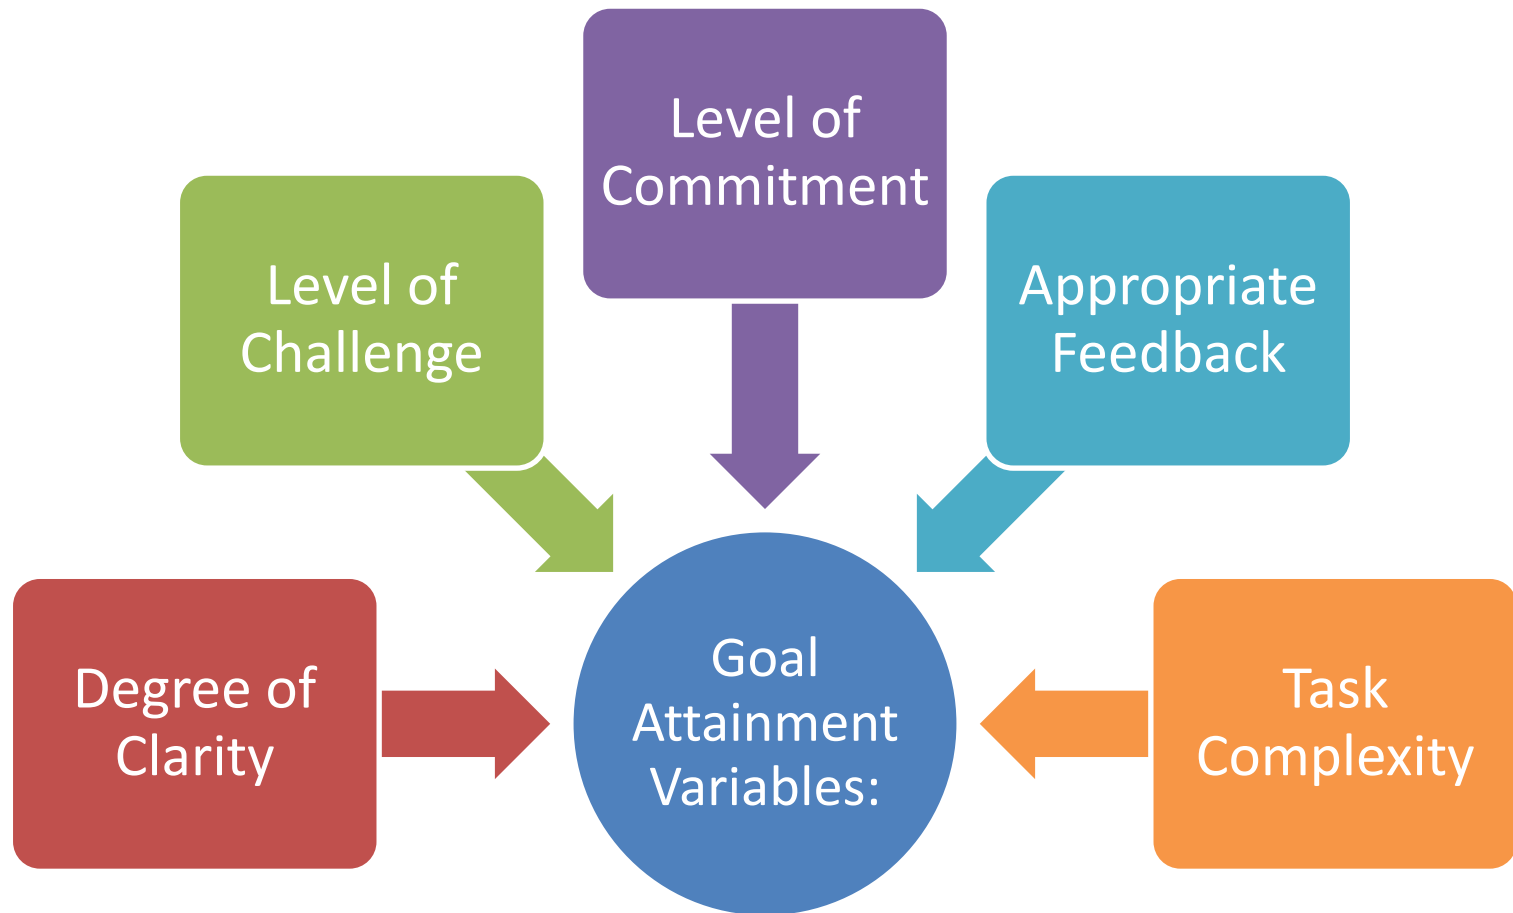 Level of
Commitment
Level of
Challenge
Appropriate
Feedback
Degree of
Clarity
Goal
Attainment
Variables:
Task
Complexity